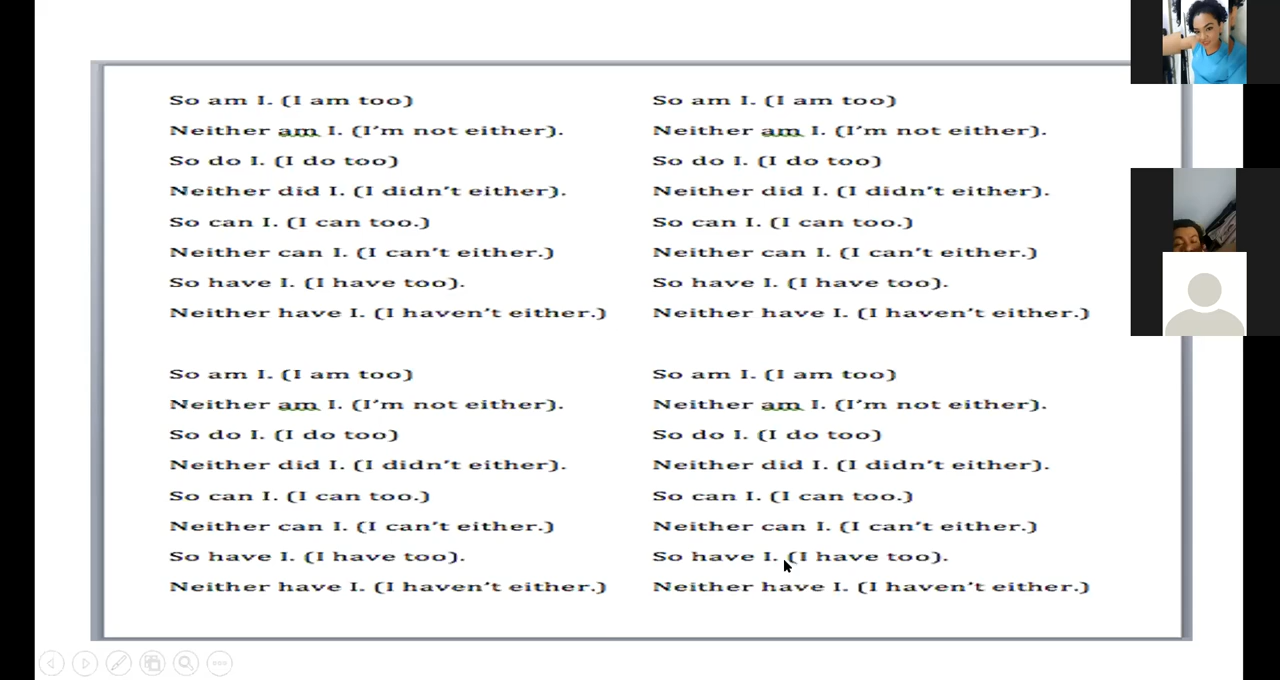 So am I. (I am too)
Neither am I. (I'm not either).
So do I. (I do too)
Neither did I. (I didn't either).
So can I. (I can too.)
Neither can I. (I can't either.)
So have I. (I have too).
Neither have I. (I haven't either.)
So am I. (I am too)
Neither am I. (I'm not either).
So do I. (I do too)
Neither did I. (I didn't either).
So can I. (I can too.)
Neither can I. (I can't either.)
So have I. (I have too).
Neither have I. (I haven't either.)
So am I. (I am too)
Neither am I. (I'm not either).
So do I. (I do too)
Neither did I. (I didn't either).
So can I. (I can too.)
Neither can I. (I can't either.)
So have I. (I have too).
Neither have I. (I haven't either.)
So am I. (I am too)
Neither am I. (I'm not either).
So do I. (I do too)
Neither did I. (I didn't either).
So can I. (I can too.)
Neither can I. (I can't either.)
So have I. (I have too).
Neither have I. (I haven't either.)